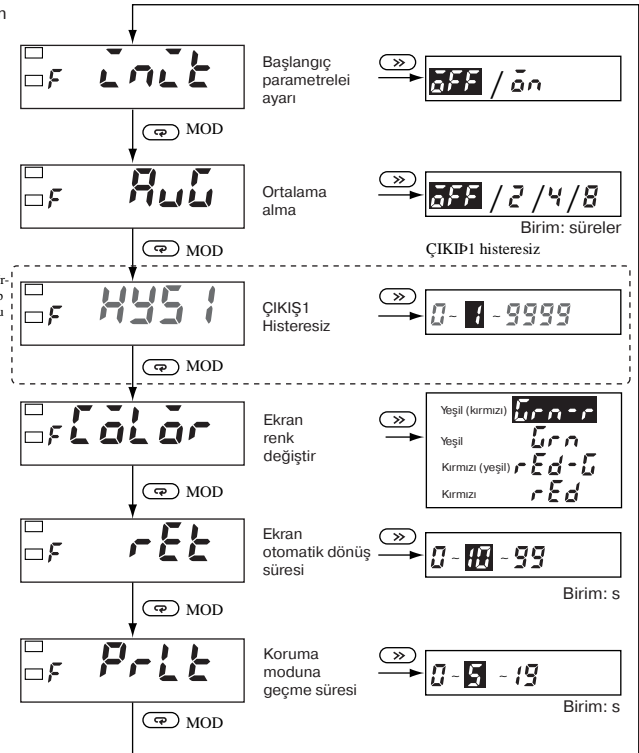 F init
Başlangıç
parametrelei
ayarı
oFF / on
MOD
F AvG
Ortalama
alma
oFF / 2 / 4 / 8
Birim: süreler
MOD
ÇIKIÞ1 histeresiz
F HYS1
ÇIKIŞ1
Histeresiz
0 ~ 1 ~ 9999
MOD
F CoLor
Ekran
renk
değiştir
Yeşil (kırmızı) Grn-r
Yeşil Grn
Kırmızı (yeşil) rEd-G
Kırmızı rEd
MOD
F rEt
Ekran
otomatik dönüş
süresi
0 ~ 10 ~ 99
Birim: s
MOD
F PrLt
Koruma
moduna
geçme süresi
0 ~ 5 ~ 19
Birim: s
MOD